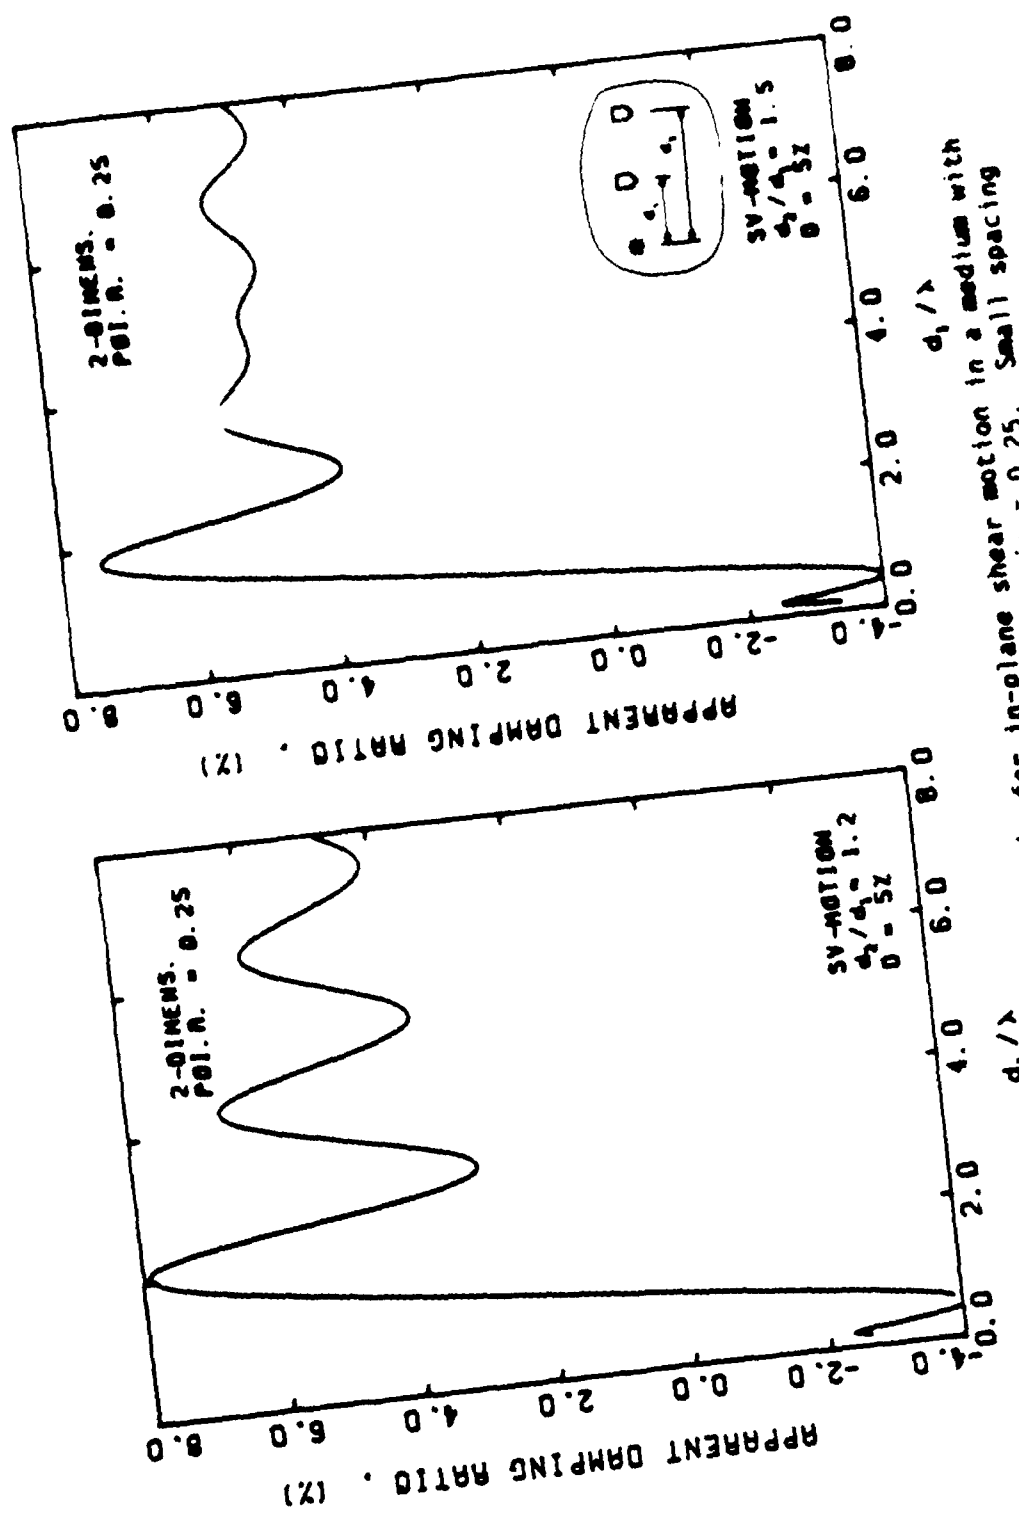 2-DIMENS.
POI.R. = 0.25
APPARENT DAMPING RATIO . (%)
8.0
6.0
4.0
2.0
0.0
-2.0
-4.0
0.0
2.0
4.0
6.0
8.0
SV-MOTION
d₂/d₁ = 1.2
D = 5%
d₁/λ
2-DIMENS.
POI.R. = 0.25
APPARENT DAMPING RATIO . (%)
8.0
6.0
4.0
2.0
0.0
-2.0
-4.0
0.0
2.0
4.0
6.0
8.0
d₁
SV-MOTION
d₂/d₁ = 1.5
D = 5%
d₁/λ
for in-plane shear motion in a medium with
0.25. Small spacing